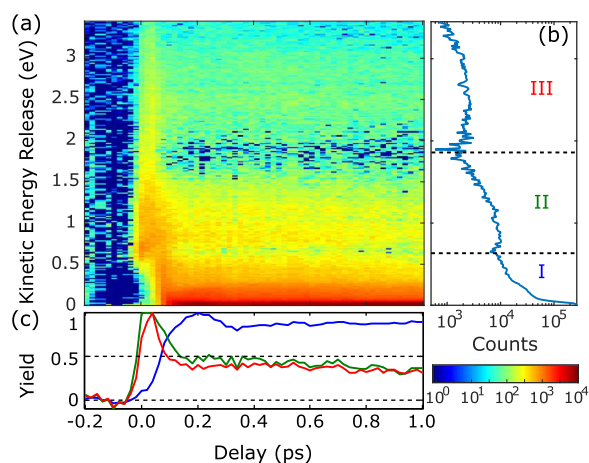 (a)
Kinetic Energy Release (eV)
3
2.5
2
1.5
1
0.5
0
(b)
III
II
I
10^3 10^4 10^5
Counts
(c)
Yield
1
0.5
0
-0.2 0.0 0.2 0.4 0.6 0.8 1.0
Delay (ps)
10^0 10^1 10^2 10^3 10^4